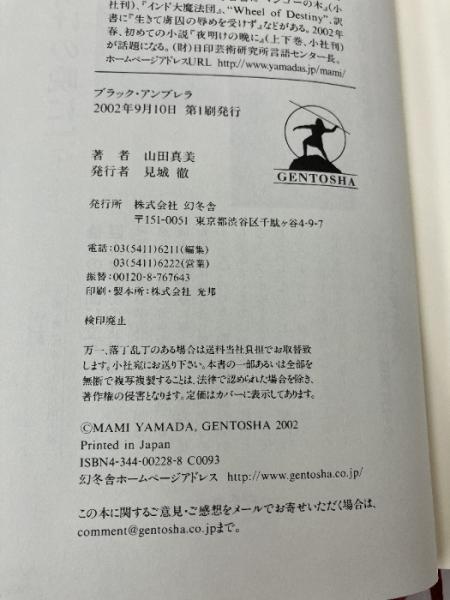 社刊)、『インド大魔法団』、“Wheel of Destiny”、訳
書に『生きて虜囚の辱めを受けず』などがある。2002年
春、初めての小説『夜明けの晩に』(上下巻、小社刊)
が話題になる。(財)日印芸術研究所言語センター長。
ホームページアドレスURL http://www.yamadas.jp/mami/
ブラック・アンブレラ
2002年9月10日 第1刷発行
著 者 山田真美
発行者 見城 徹
GENTOSHA
発行所 株式会社 幻冬舎
〒151-0051 東京都渋谷区千駄ヶ谷4-9-7
電話:03(5411)6211(編集)
03(5411)6222(営業)
振替:00120-8-767643
印刷・製本所:株式会社 光邦
検印廃止
万一、落丁乱丁のある場合は送料当社負担でお取替致
します。小社宛にお送り下さい。本書の一部あるいは全部を
無断で複写複製することは、法律で認められた場合を除き、
著作権の侵害となります。定価はカバーに表示してあります。
©MAMI YAMADA, GENTOSHA 2002
Printed in Japan
ISBN4-344-00228-8 C0093
幻冬舎ホームページアドレス http://www.gentosha.co.jp/
この本に関するご意見・ご感想をメールでお寄せいただく場合は、
comment@gentosha.co.jpまで。